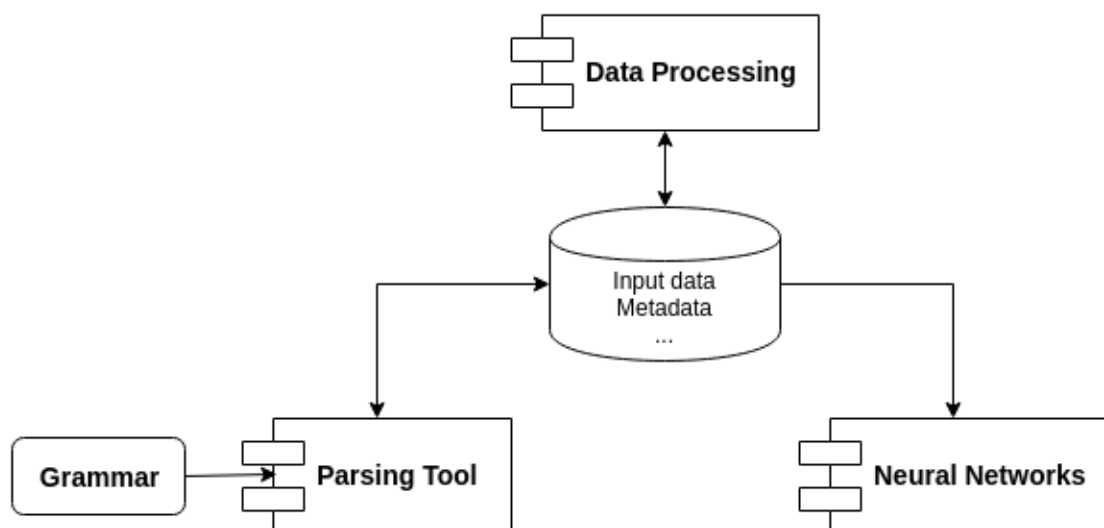 Data Processing
Input data
Metadata
...
Grammar
Parsing Tool
Neural Networks